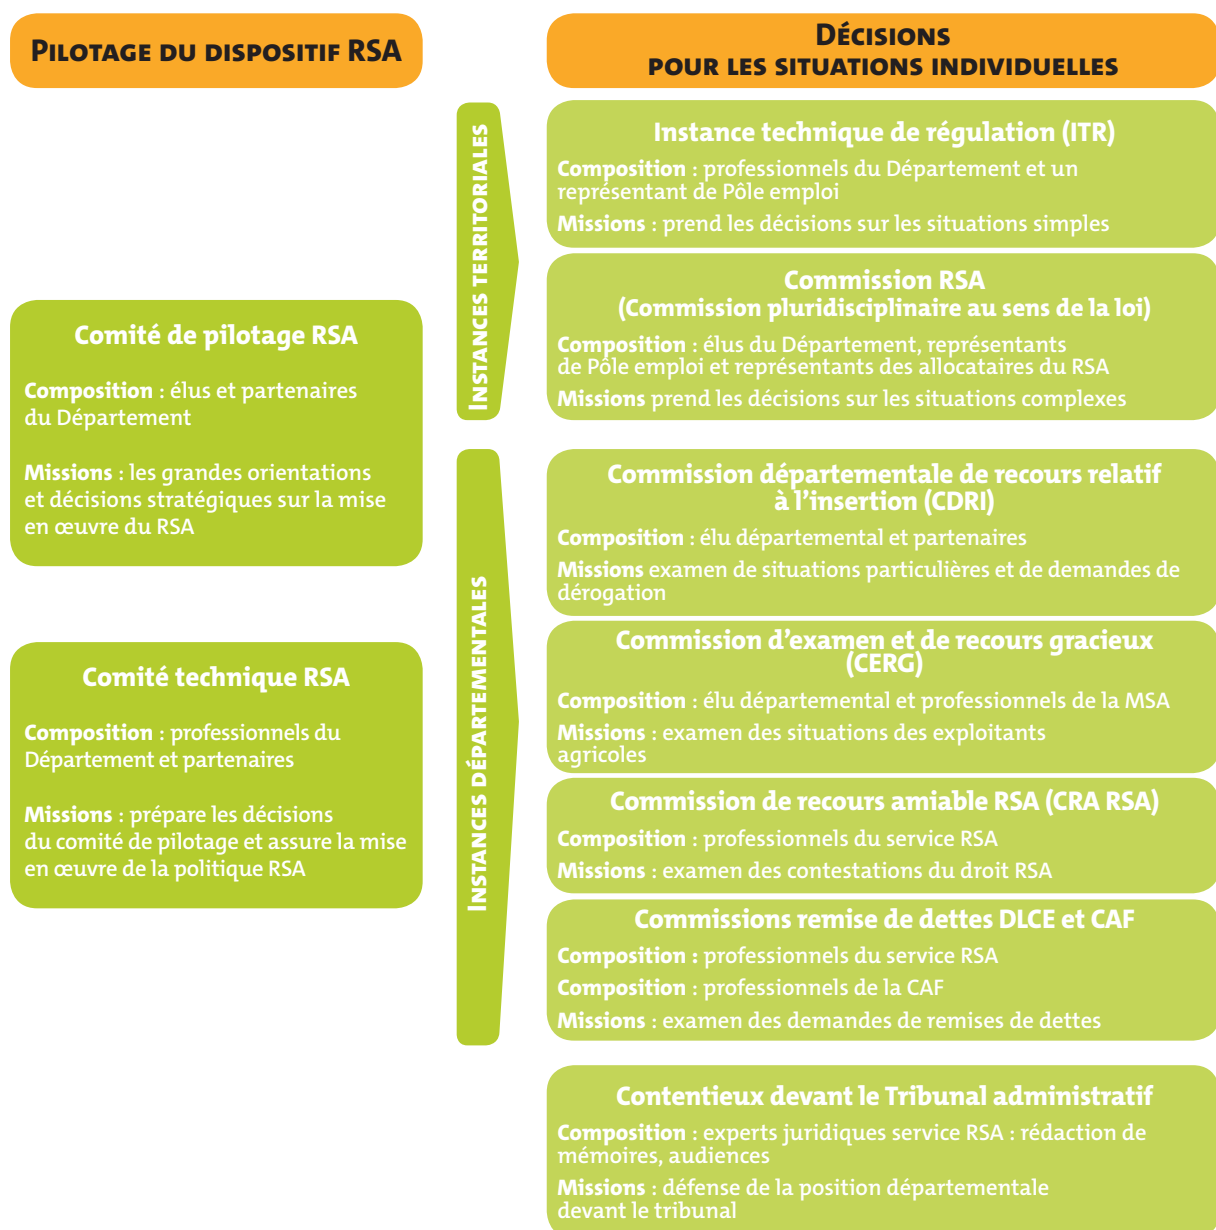 PILOTAGE DU DISPOSITIF RSA
Comité de pilotage RSA
Composition : élus et partenaires
du Département
Missions : les grandes orientations
et décisions stratégiques sur la mise
en œuvre du RSA
Comité technique RSA
Composition : professionnels du
Département et partenaires
Missions : prépare les décisions
du comité de pilotage et assure la mise
en œuvre de la politique RSA
DÉCISIONS
POUR LES SITUATIONS INDIVIDUELLES
INSTANCES TERRITORIALES
Instance technique de régulation (ITR)
Composition : professionnels du Département et un
représentant de Pôle emploi
Missions : prend les décisions sur les situations simples
Commission RSA
(Commission pluridisciplinaire au sens de la loi)
Composition : élus du Département, représentants
de Pôle emploi et représentants des allocataires du RSA
Missions prend les décisions sur les situations complexes
INSTANCES DÉPARTEMENTALES
Commission départementale de recours relatif
à l'insertion (CDRI)
Composition : élu départemental et partenaires
Missions examen de situations particulières et de demandes de
dérogation
Commission d'examen et de recours gracieux
(CERG)
Composition : élu départemental et professionnels de la MSA
Missions : examen des situations des exploitants
agricoles
Commission de recours amiable RSA (CRA RSA)
Composition : professionnels du service RSA
Missions : examen des contestations du droit RSA
Commissions remise de dettes DLCE et CAF
Composition : professionnels du service RSA
Composition : professionnels de la CAF
Missions : examen des demandes de remises de dettes
Contentieux devant le Tribunal administratif
Composition : experts juridiques service RSA : rédaction de
mémoires, audiences
Missions : défense de la position départementale
devant le tribunal